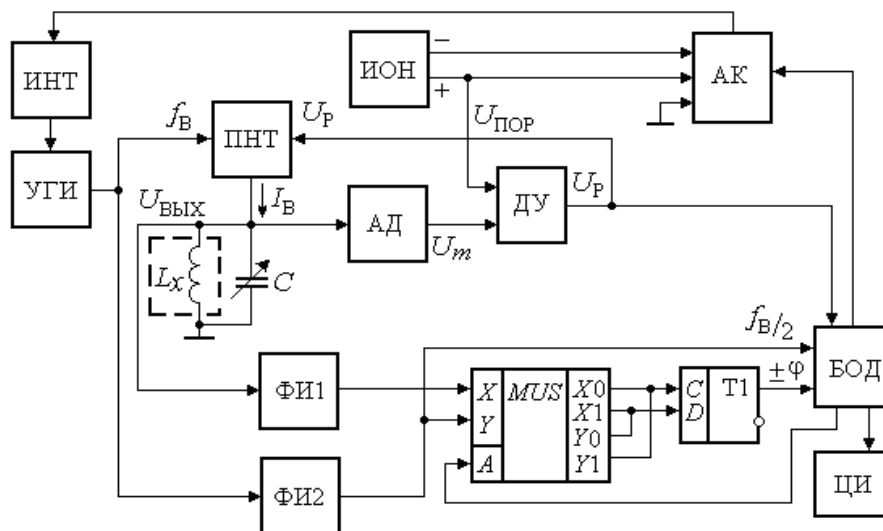 ИНТ
УГИ
f_В
U_Р
ПНТ
ИОН
−
+
АК
U_ПОР
U_Р
ДУ
U_ВЫХ
I_В
АД
U_m
L_X
C
f_В/2
ФИ1
ФИ2
X MUS X0
Y X1
Y0
A Y1
C Т1
D
±φ
БОД
ЦИ